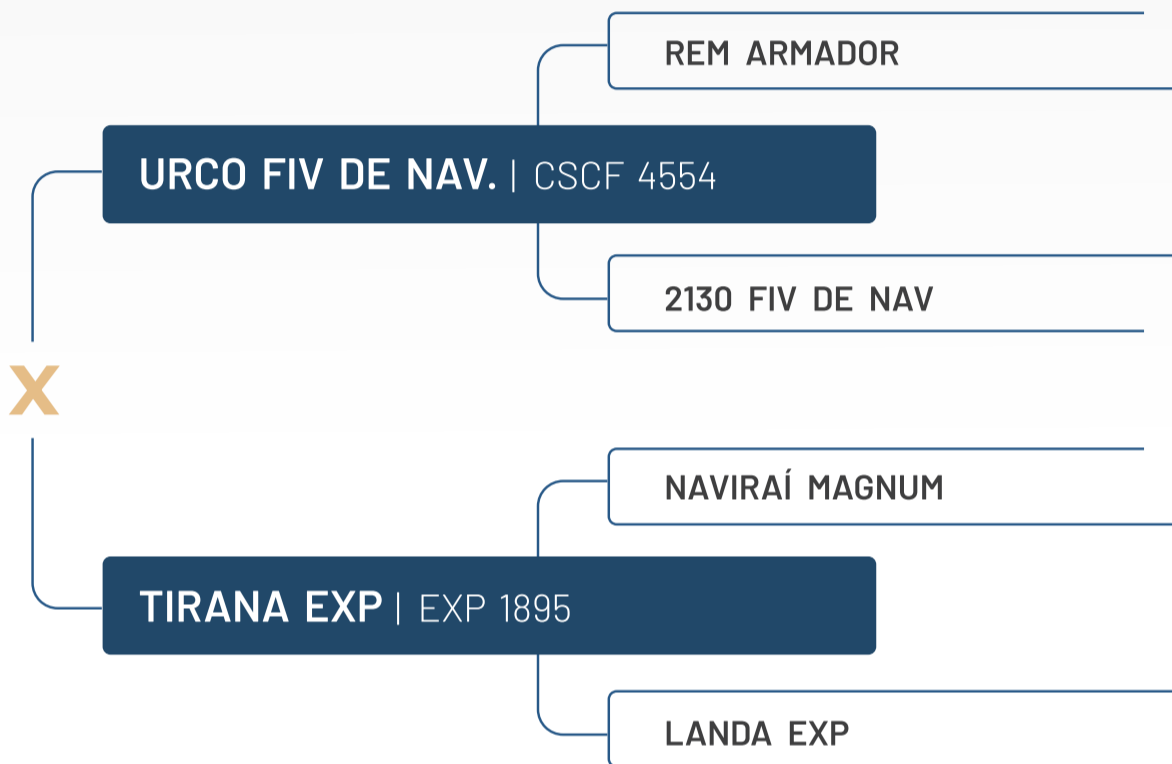 REM ARMADOR
URCO FIV DE NAV. | CSCF 4554
2130 FIV DE NAV
X
NAVIRAÍ MAGNUM
TIRANA EXP | EXP 1895
LANDA EXP